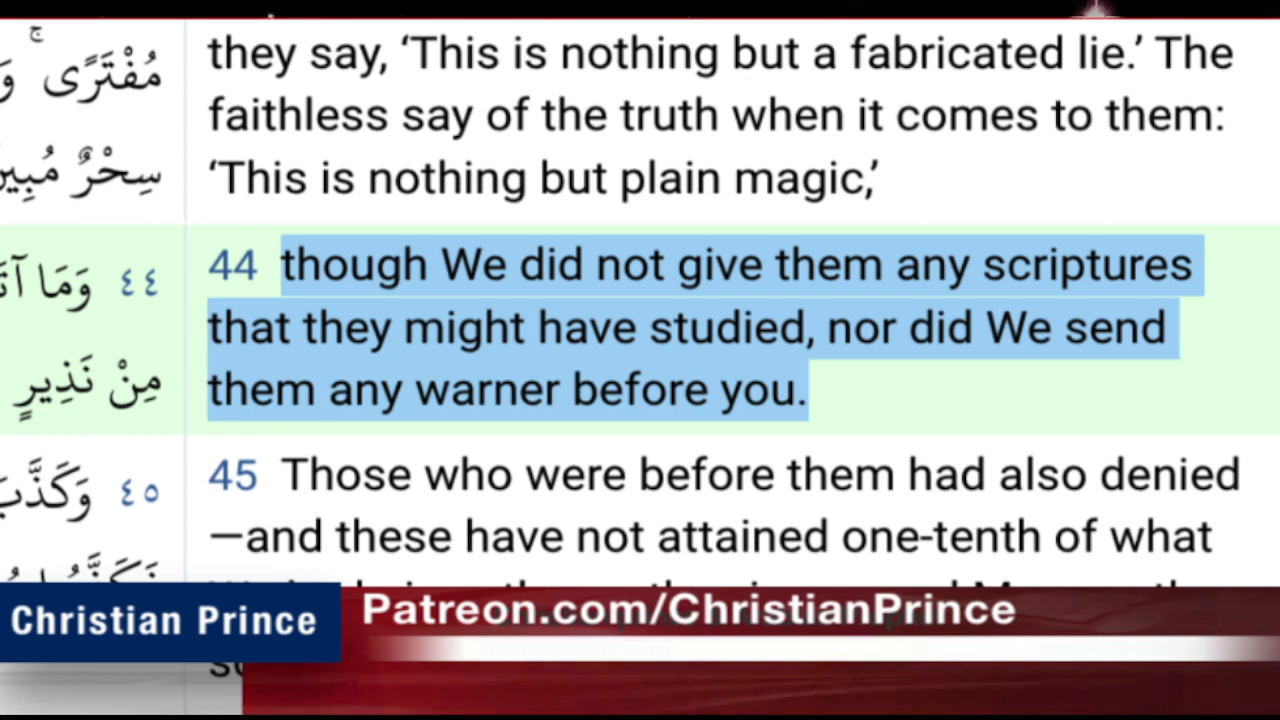 they say, ‘This is nothing but a fabricated lie.’ The
faithless say of the truth when it comes to them:
‘This is nothing but plain magic,’
مُفْتَرًى ۚ
سِحْرٌ
44 though We did not give them any scriptures
that they might have studied, nor did We send
them any warner before you.
٤٤ وَمَا
مِنْ نَذِيرٍ
45 Those who were before them had also denied
—and these have not attained one-tenth of what
٤٥
Christian Prince
Patreon.com/ChristianPrince